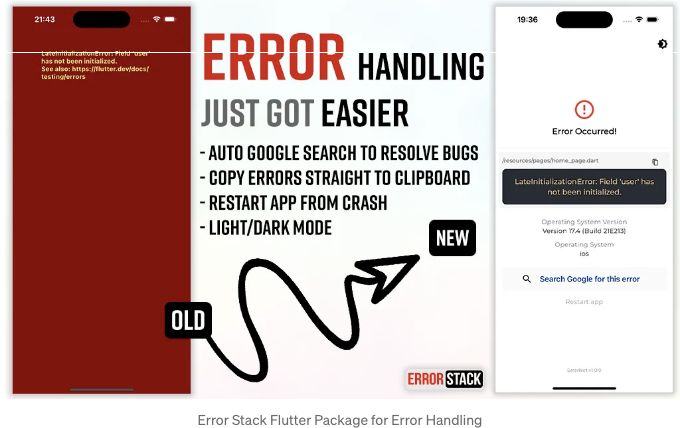 21:43
LateInitializationError: Field 'user'
has not been initialized.
See also: https://flutter.dev/docs/
testing/errors
ERROR HANDLING
JUST GOT EASIER
- AUTO GOOGLE SEARCH TO RESOLVE BUGS
- COPY ERRORS STRAIGHT TO CLIPBOARD
- RESTART APP FROM CRASH
- LIGHT/DARK MODE
OLD
NEW
ERROR STACK
19:36
Error Occurred!
/resources/pages/home_page.dart
LateInitializationError: Field 'user' has
not been initialized.
Operating System Version
Version 17.4 (Build 21E213)
Operating System
ios
Search Google for this error
Restart app
Error Stack Flutter Package for Error Handling